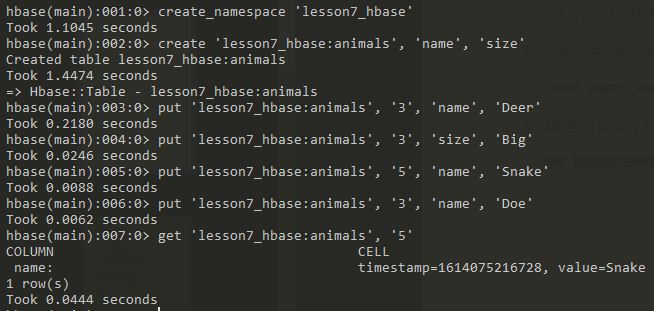 hbase(main):001:0> create_namespace 'lesson7_hbase'
Took 1.1045 seconds
hbase(main):002:0> create 'lesson7_hbase:animals', 'name', 'size'
Created table lesson7_hbase:animals
Took 1.4474 seconds
=> Hbase::Table - lesson7_hbase:animals
hbase(main):003:0> put 'lesson7_hbase:animals', '3', 'name', 'Deer'
Took 0.2180 seconds
hbase(main):004:0> put 'lesson7_hbase:animals', '3', 'size', 'Big'
Took 0.0246 seconds
hbase(main):005:0> put 'lesson7_hbase:animals', '5', 'name', 'Snake'
Took 0.0088 seconds
hbase(main):006:0> put 'lesson7_hbase:animals', '3', 'name', 'Doe'
Took 0.0062 seconds
hbase(main):007:0> get 'lesson7_hbase:animals', '5'
COLUMN CELL
name: timestamp=1614075216728, value=Snake
1 row(s)
Took 0.0444 seconds